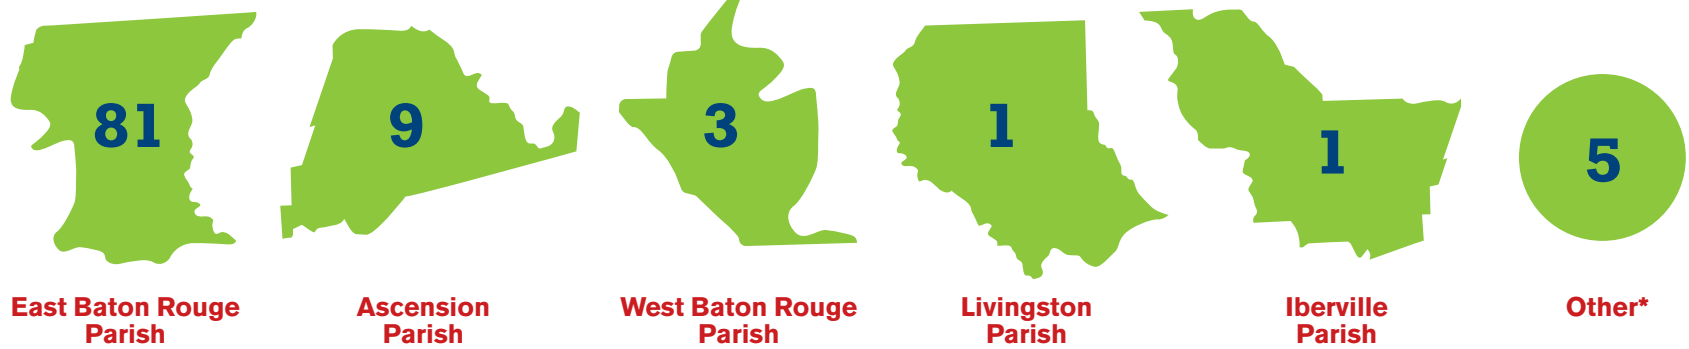 81
9
3
1
1
5
East Baton Rouge
Parish
Ascension
Parish
West Baton Rouge
Parish
Livingston
Parish
Iberville
Parish
Other*